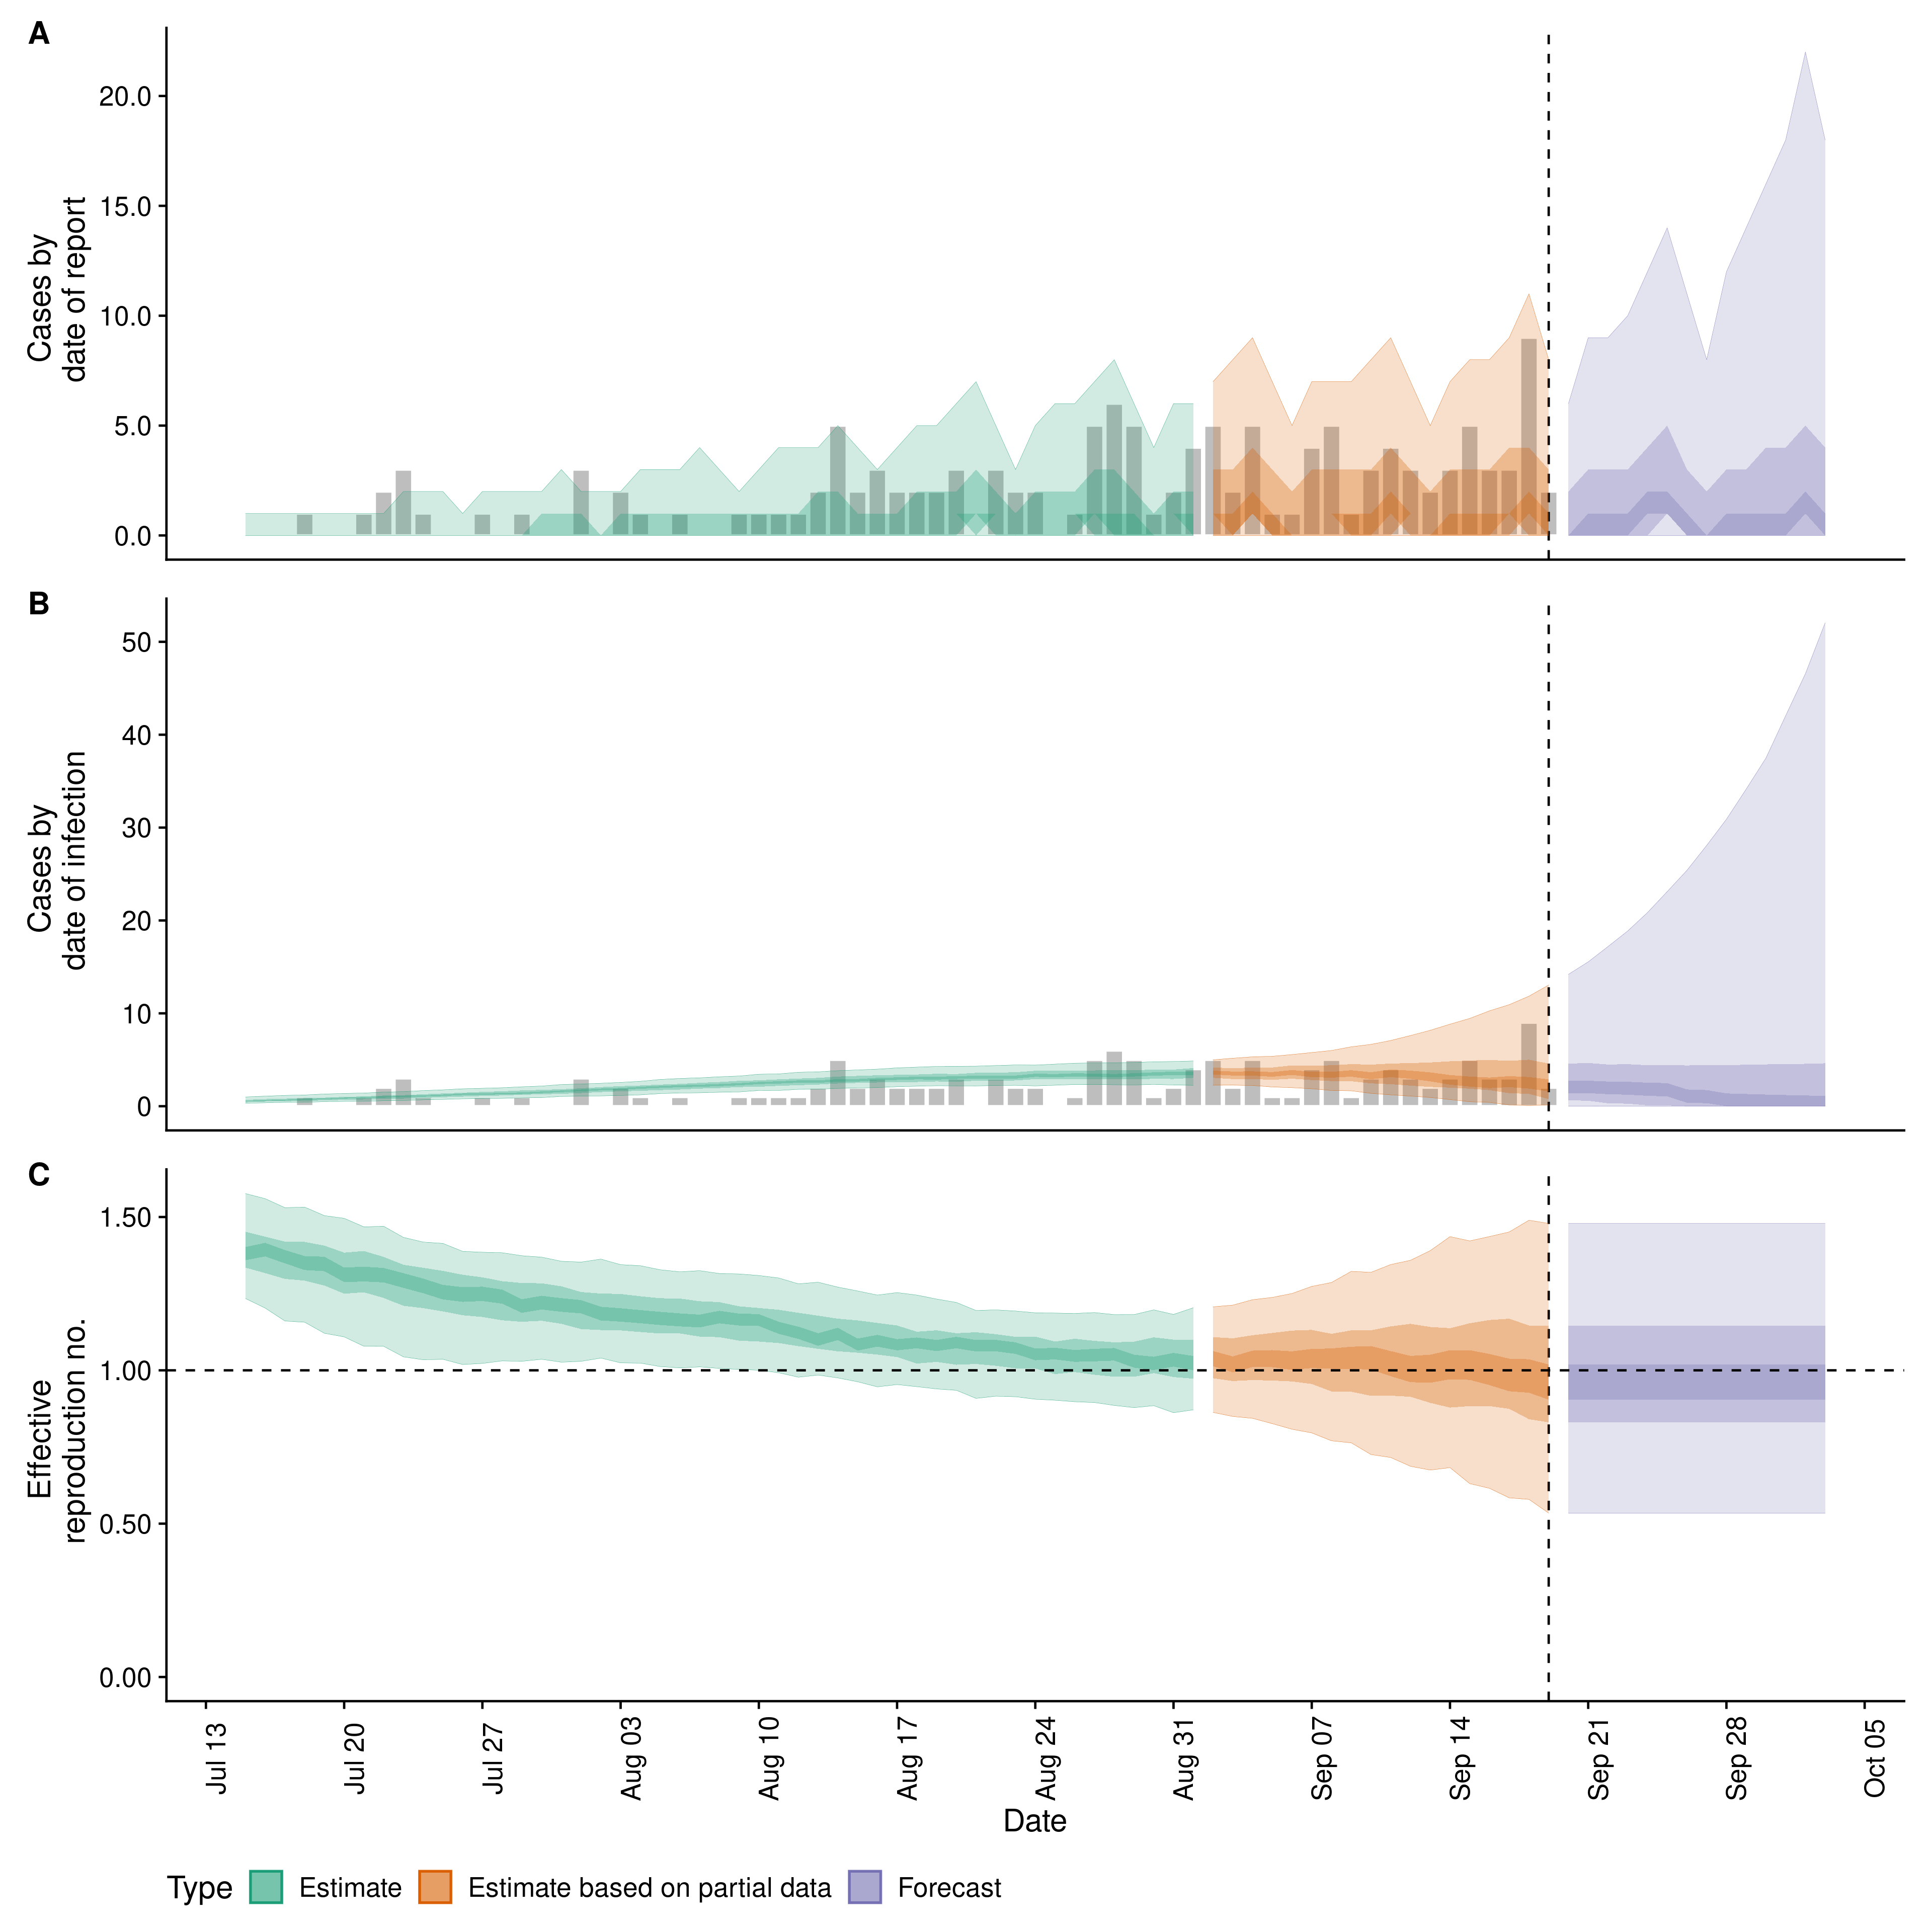 A
Cases by
date of report
20.0
15.0
10.0
5.0
0.0
B
Cases by
date of infection
50
40
30
20
10
0
C
Effective
reproduction no.
1.50
1.00
0.50
0.00
Jul 13
Jul 20
Jul 27
Aug 03
Aug 10
Aug 17
Aug 24
Aug 31
Sep 07
Sep 14
Sep 21
Sep 28
Oct 05
Date
Type Estimate Estimate based on partial data Forecast